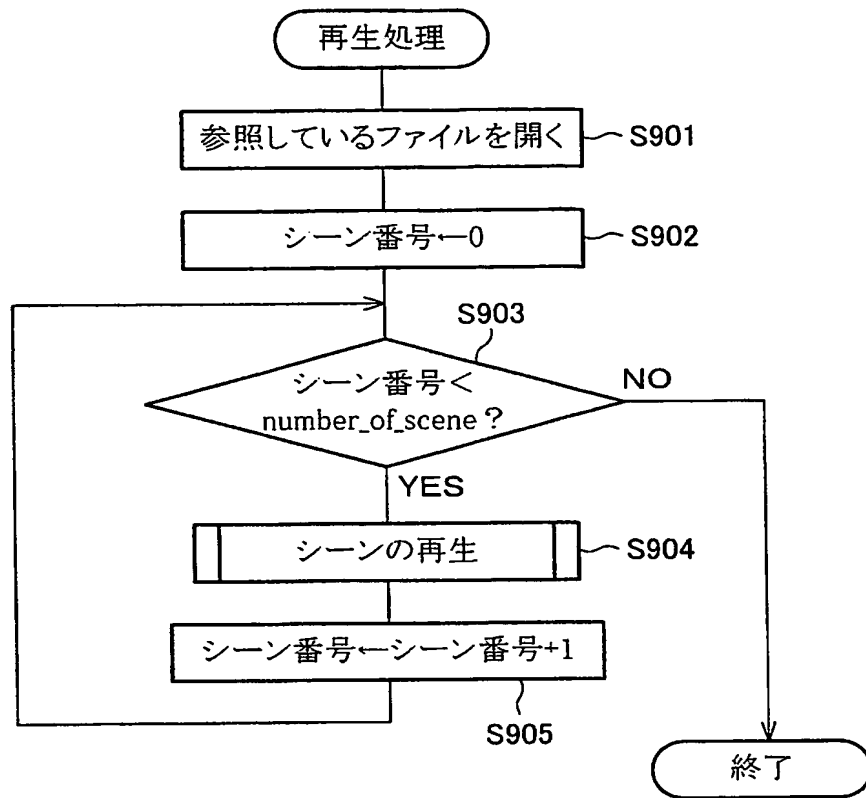 再生処理
参照しているファイルを開く
S901
シーン番号←0
S902
S903
シーン番号<
number_of_scene?
NO
YES
シーンの再生
S904
シーン番号←シーン番号+1
S905
終了